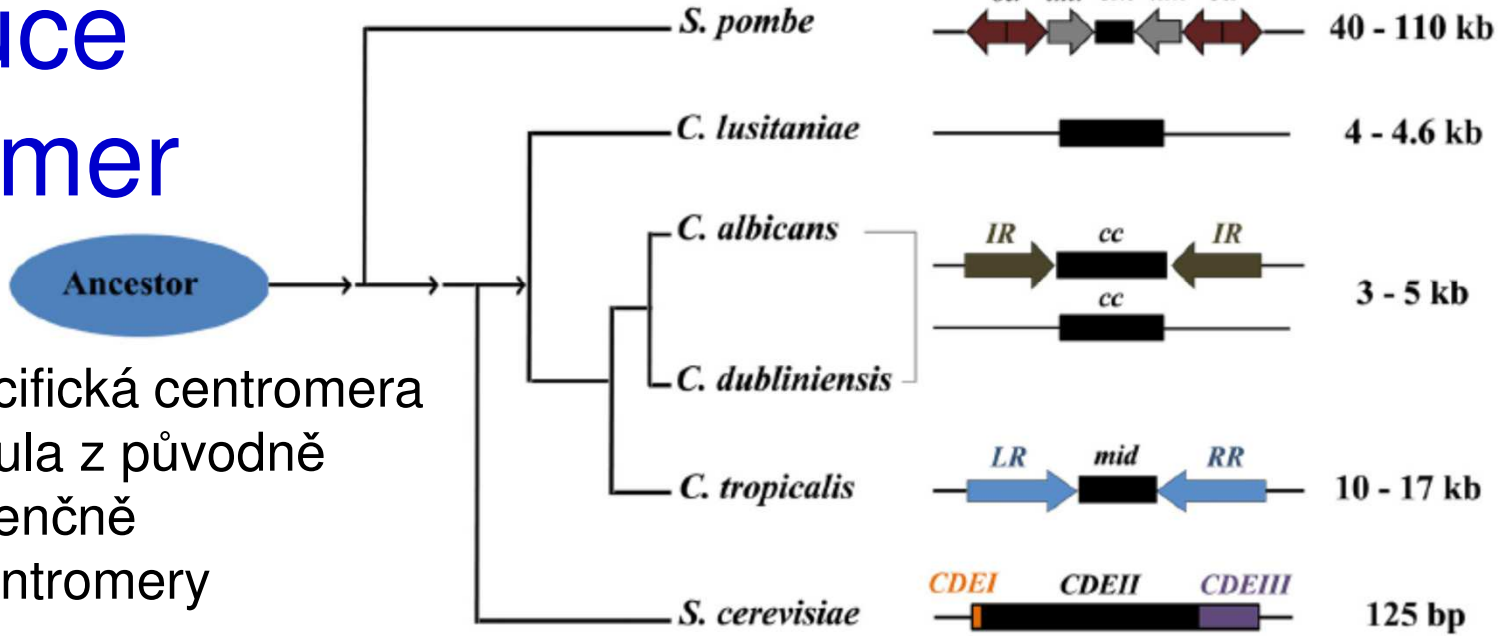 uce
mer
Ancestor
cifická centromera
ula z původně
enčně
entromery
S. pombe
40 - 110 kb
C. lusitaniae
4 - 4.6 kb
C. albicans
IR cc IR
cc
3 - 5 kb
C. dubliniensis
LR mid RR
C. tropicalis
10 - 17 kb
CDEI CDEII CDEIII
S. cerevisiae
125 bp